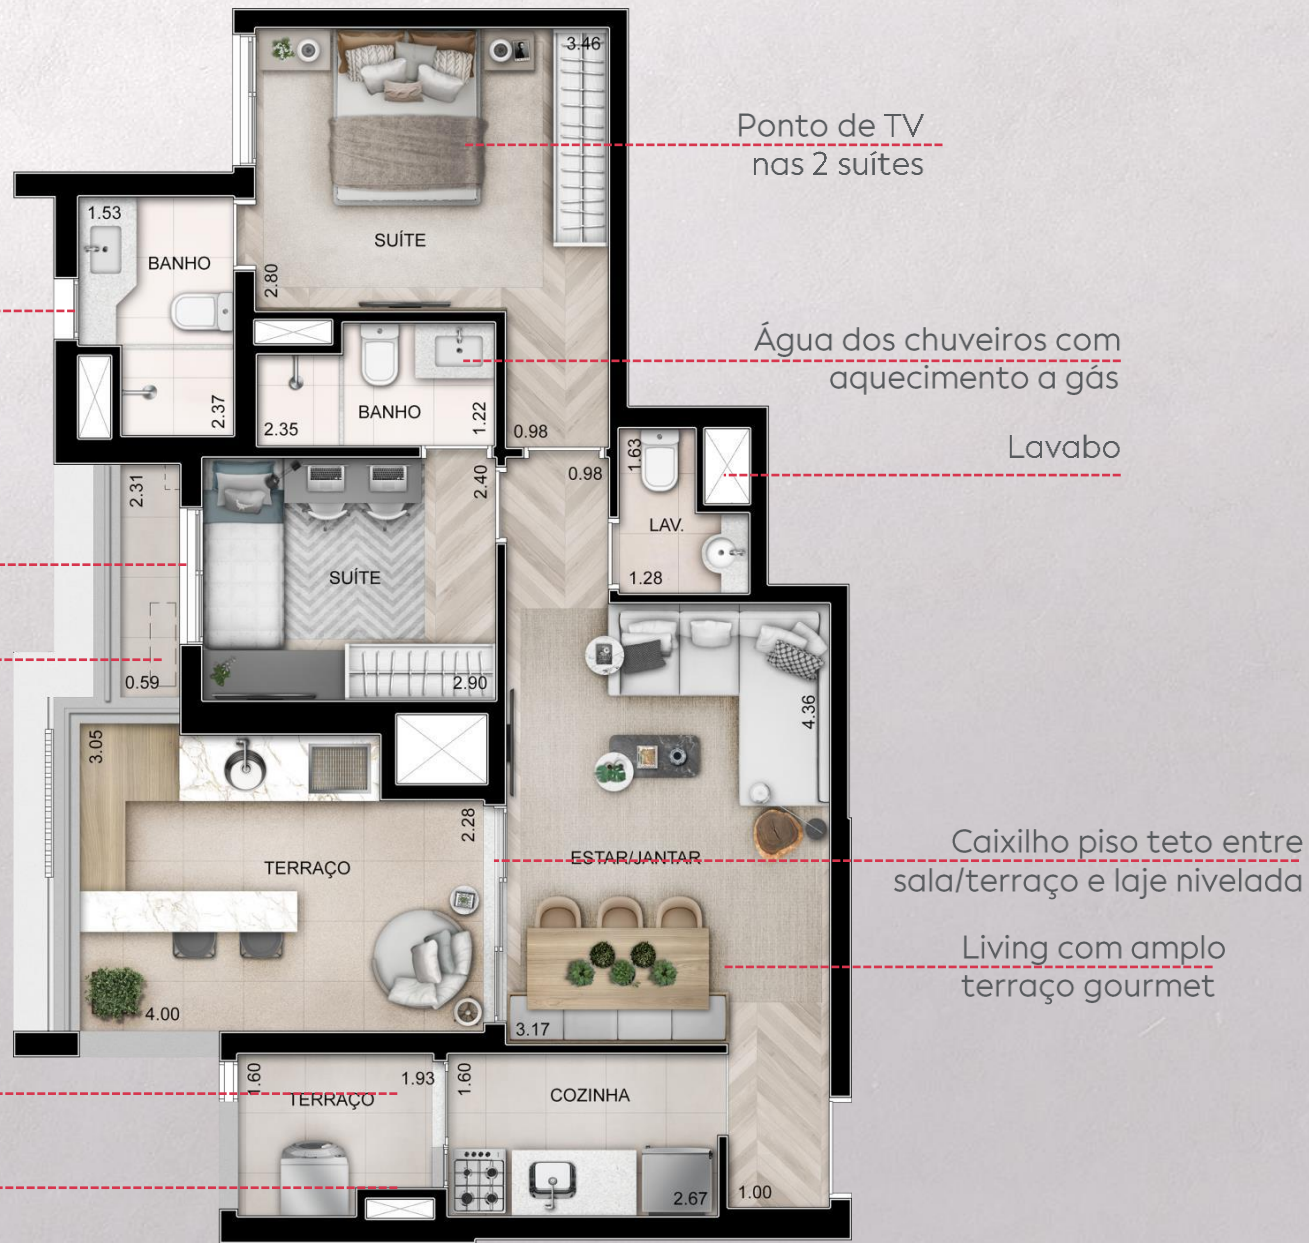 3.46
Ponto de TV
nas 2 suítes
1.53
BANHO
SUÍTE
2.80
Água dos chuveiros com
aquecimento a gás
2.37
2.35
BANHO
1.22
0.98
Lavabo
2.31
2.40
0.98
1.63
LAV.
1.28
SUÍTE
0.59
2.90
4.36
3.05
2.28
TERRAÇO
ESTAR/JANTAR
Caixilho piso teto entre
sala/terraço e laje nivelada
Living com amplo
terraço gourmet
4.00
3.17
1.60
TERRAÇO
1.93
1.60
COZINHA
2.67
1.00